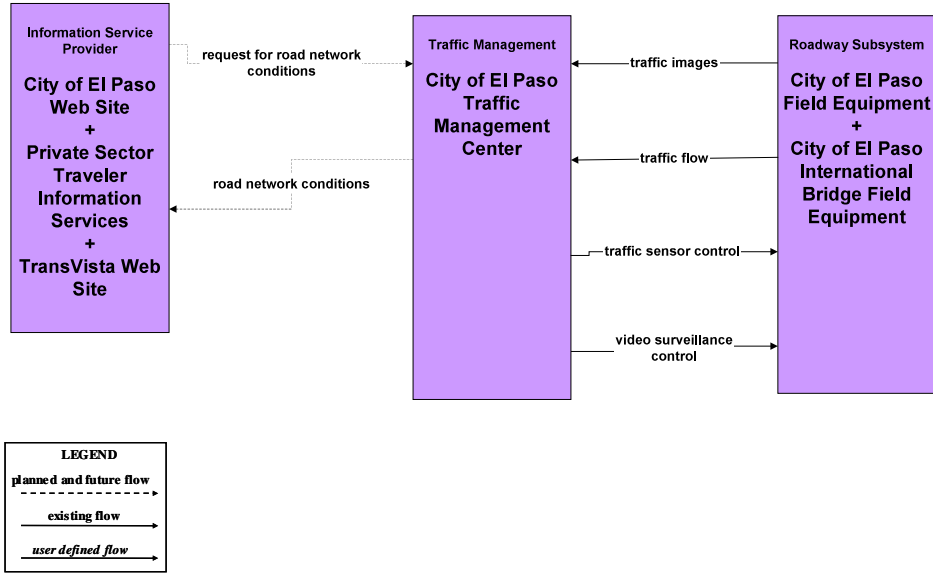 Information Service
Provider
City of El Paso
Web Site
+
Private Sector
Traveler
Information
Services
+
TransVista Web
Site
request for road network
conditions
road network conditions
Traffic Management
City of El Paso
Traffic
Management
Center
traffic images
traffic flow
traffic sensor control
video surveillance
control
Roadway Subsystem
City of El Paso
Field Equipment
+
City of El Paso
International
Bridge Field
Equipment
LEGEND
planned and future flow
existing flow
user defined flow